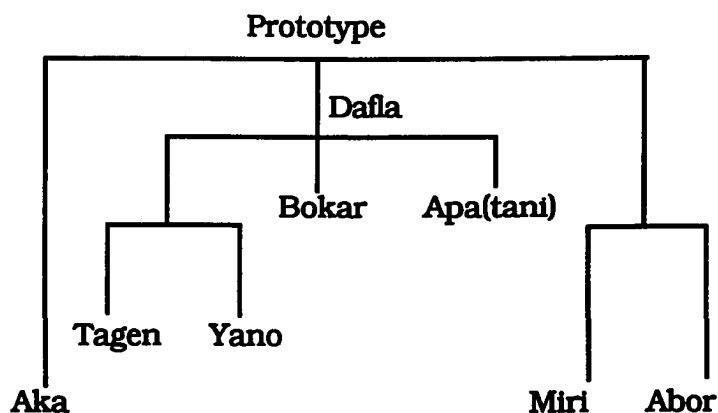 Prototype
Dafla
Bokar Apa(tani)
Tagen Yano
Aka Miri Abor